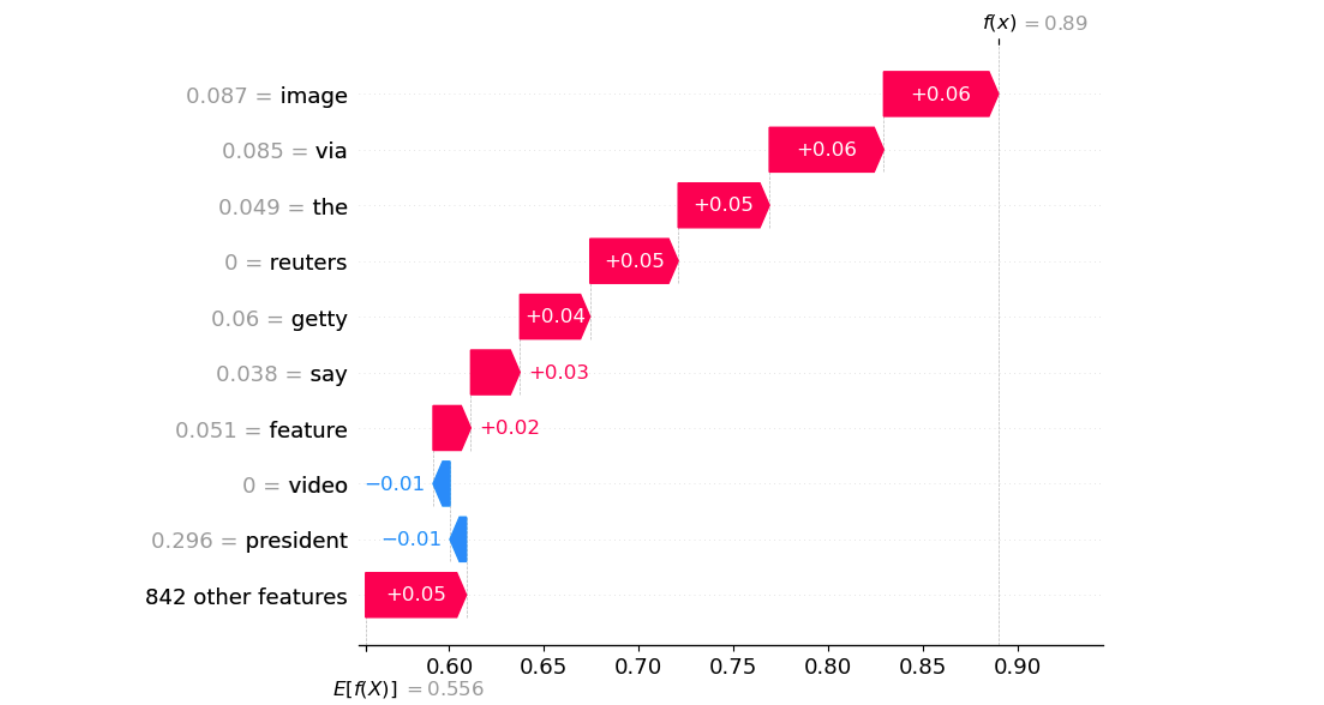 f(x) = 0.89
0.087 = image
+0.06
0.085 = via
+0.06
0.049 = the
+0.05
0 = reuters
+0.05
0.06 = getty
+0.04
0.038 = say
+0.03
0.051 = feature
+0.02
0 = video
−0.01
0.296 = president
−0.01
842 other features
+0.05
0.60 0.65 0.70 0.75 0.80 0.85 0.90
E[f(X)] = 0.556